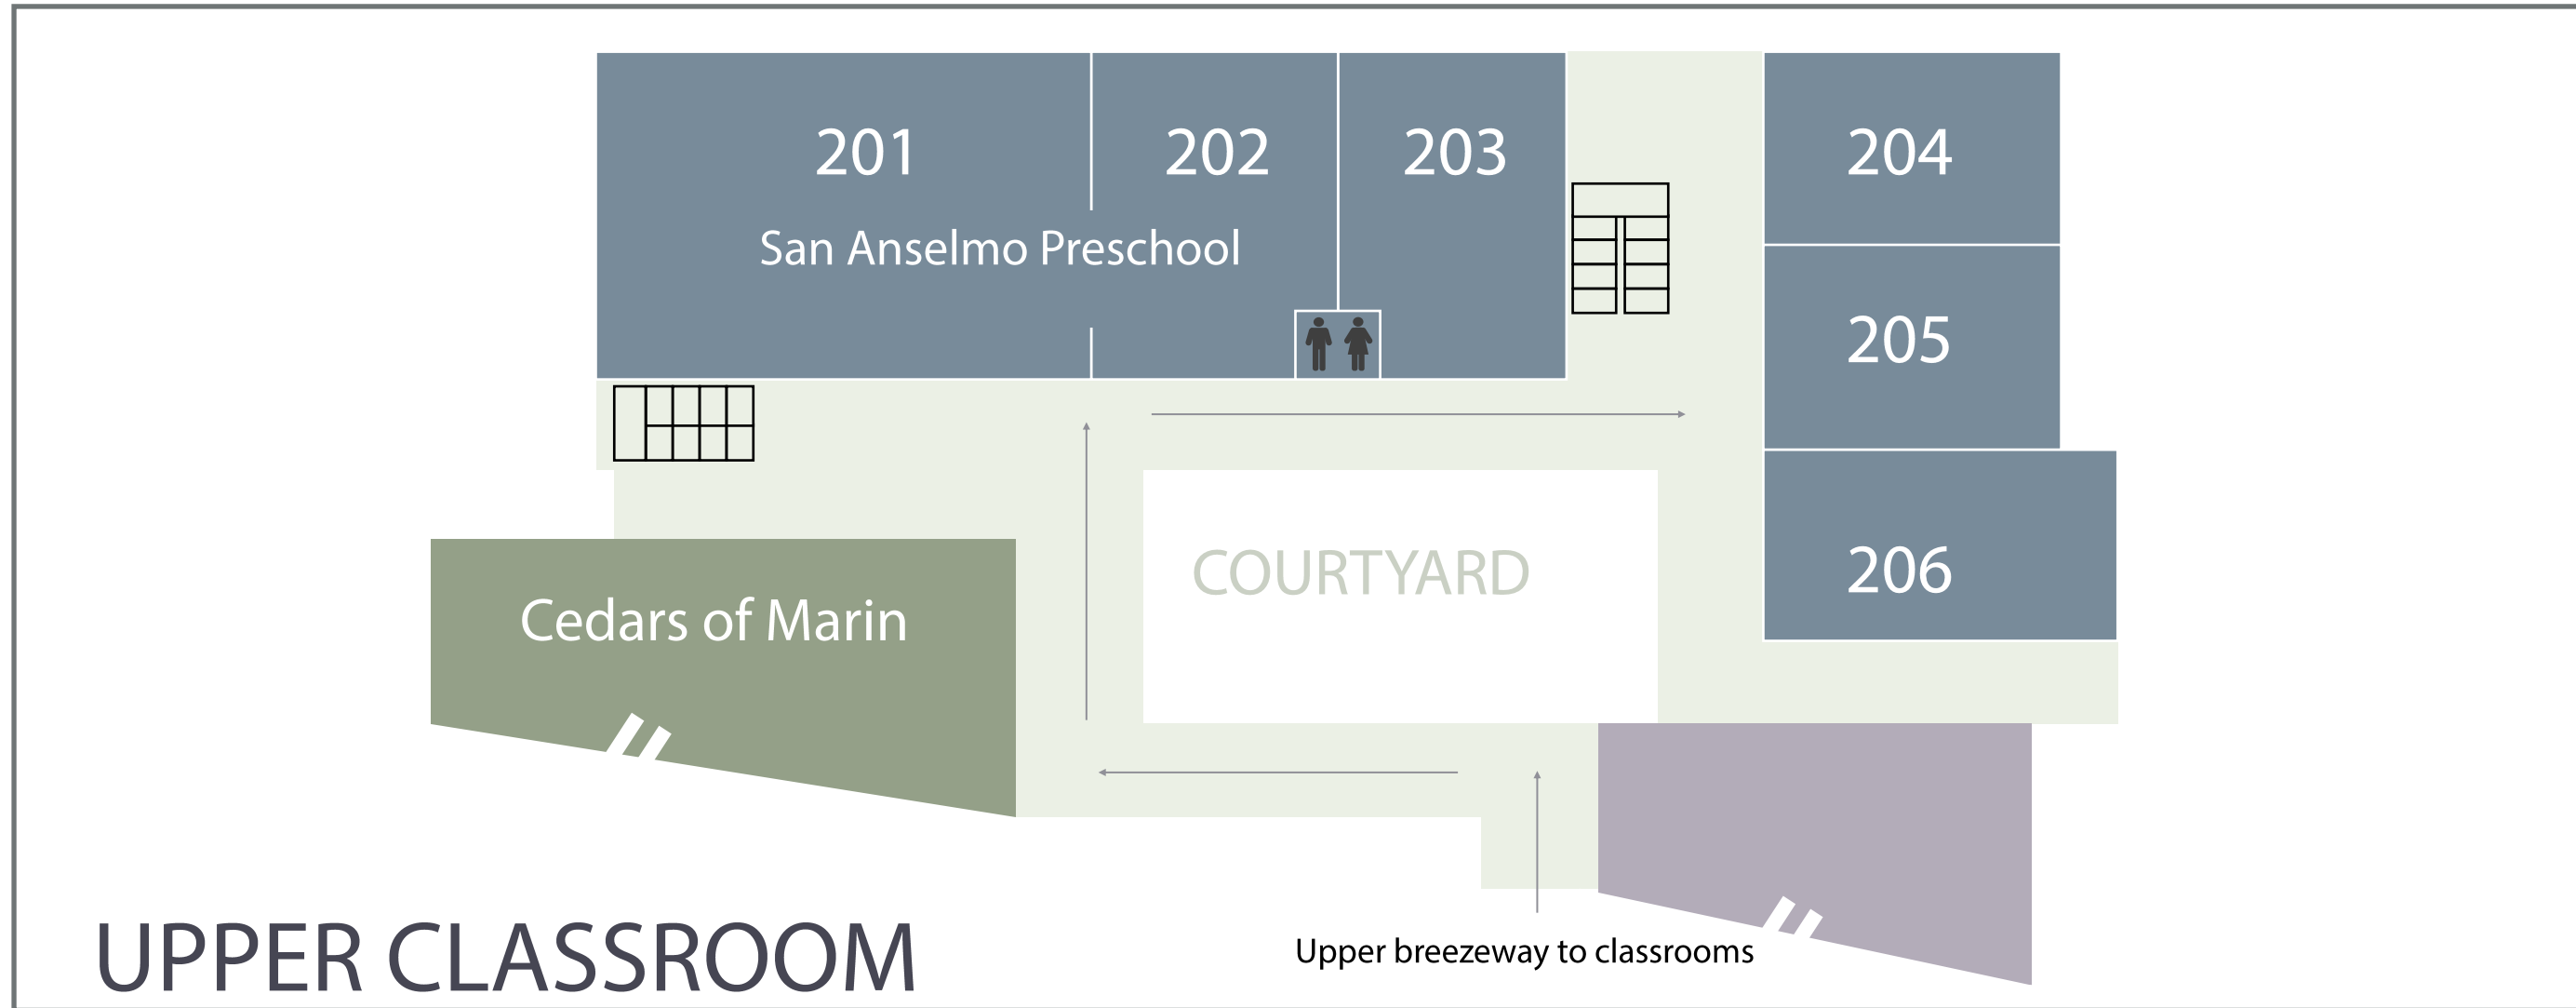 201
202
203
204
San Anselmo Preschool
205
COURTYARD
206
Cedars of Marin
UPPER CLASSROOM
Upper breezeway to classrooms